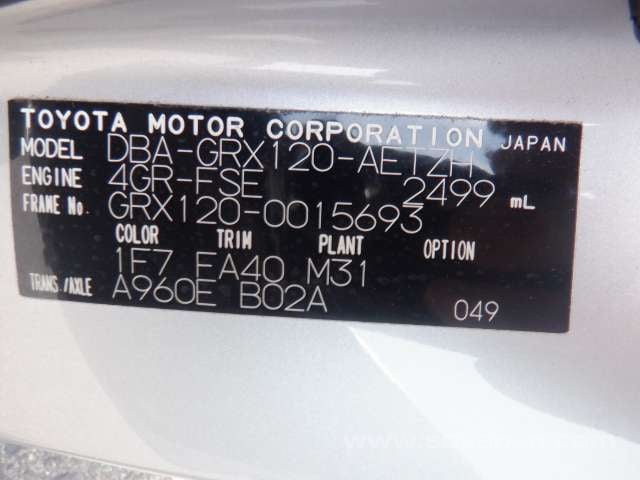 TOYOTA MOTOR CORPORATION JAPAN
MODEL DBA-GRX120-AETZH
ENGINE 4GR-FSE 2499 mL
FRAME No. GRX120-0015693
COLOR TRIM PLANT OPTION
1F7 FA40 M31
TRANS./AXLE A960E B02A
049